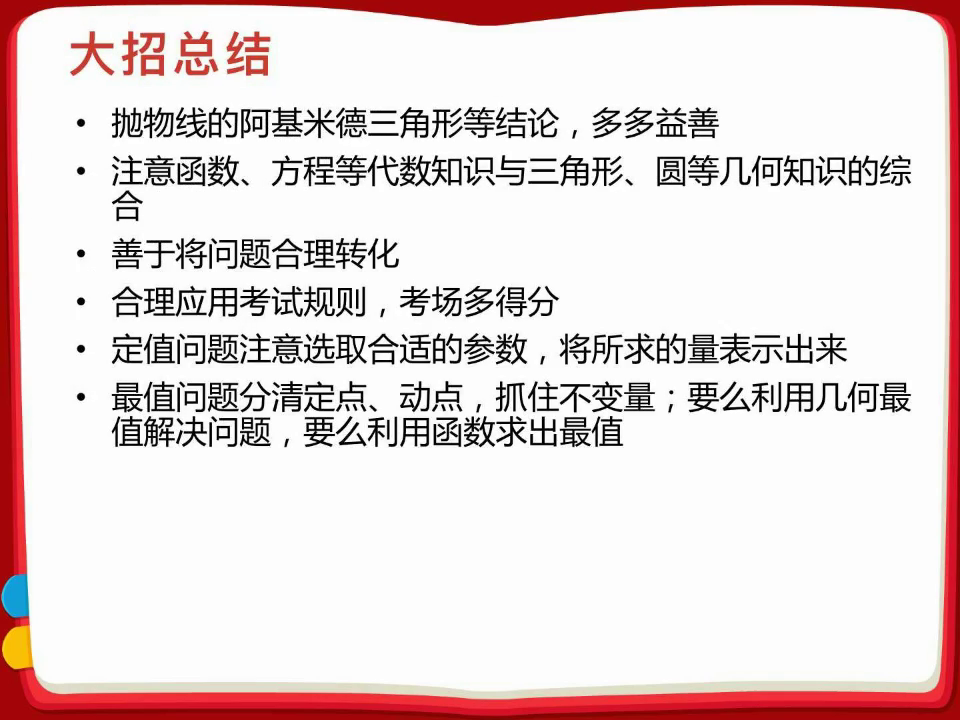 大招总结
• 抛物线的阿基米德三角形等结论，多多益善
• 注意函数、方程等代数知识与三角形、圆等几何知识的综
合
• 善于将问题合理转化
• 合理应用考试规则，考场多得分
• 定值问题注意选取合适的参数，将所求的量表示出来
• 最值问题分清定点、动点，抓住不变量；要么利用几何最
值解决问题，要么利用函数求出最值